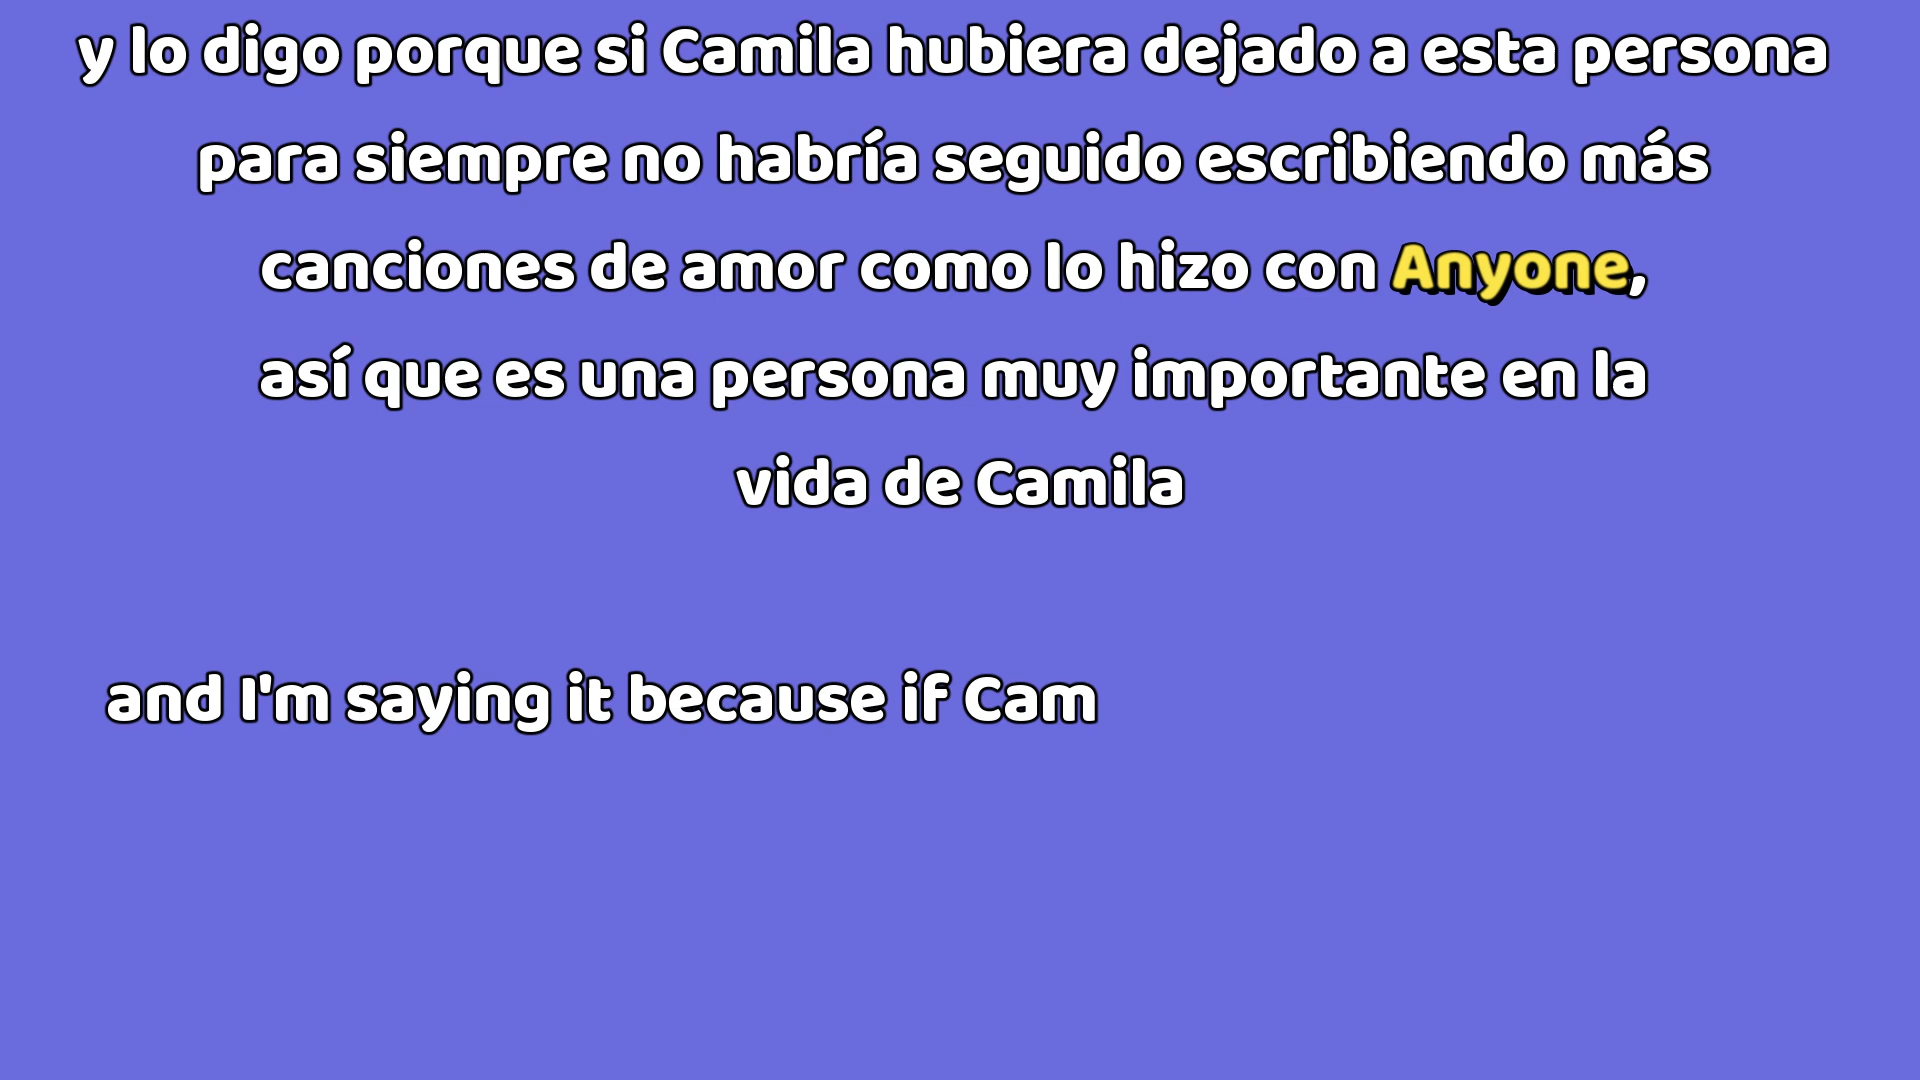 y lo digo porque si Camila hubiera dejado a esta persona
para siempre no habría seguido escribiendo más
canciones de amor como lo hizo con Anyone,
así que es una persona muy importante en la
vida de Camila
and I'm saying it because if Cam